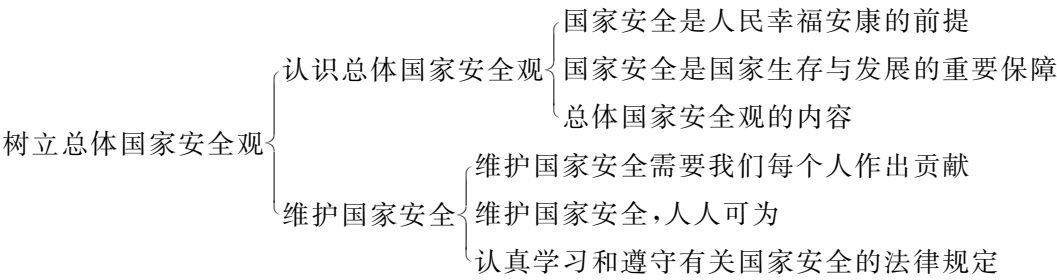 树立总体国家安全观
认识总体国家安全观
国家安全是人民幸福安康的前提
国家安全是国家生存与发展的重要保障
总体国家安全观的内容
维护国家安全
维护国家安全需要我们每个人作出贡献
维护国家安全,人人可为
认真学习和遵守有关国家安全的法律规定